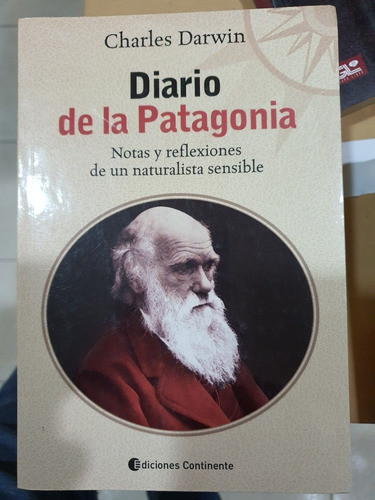 Charles Darwin
Diario
de la Patagonia
Notas y reflexiones
de un naturalista sensible
Ediciones Continente